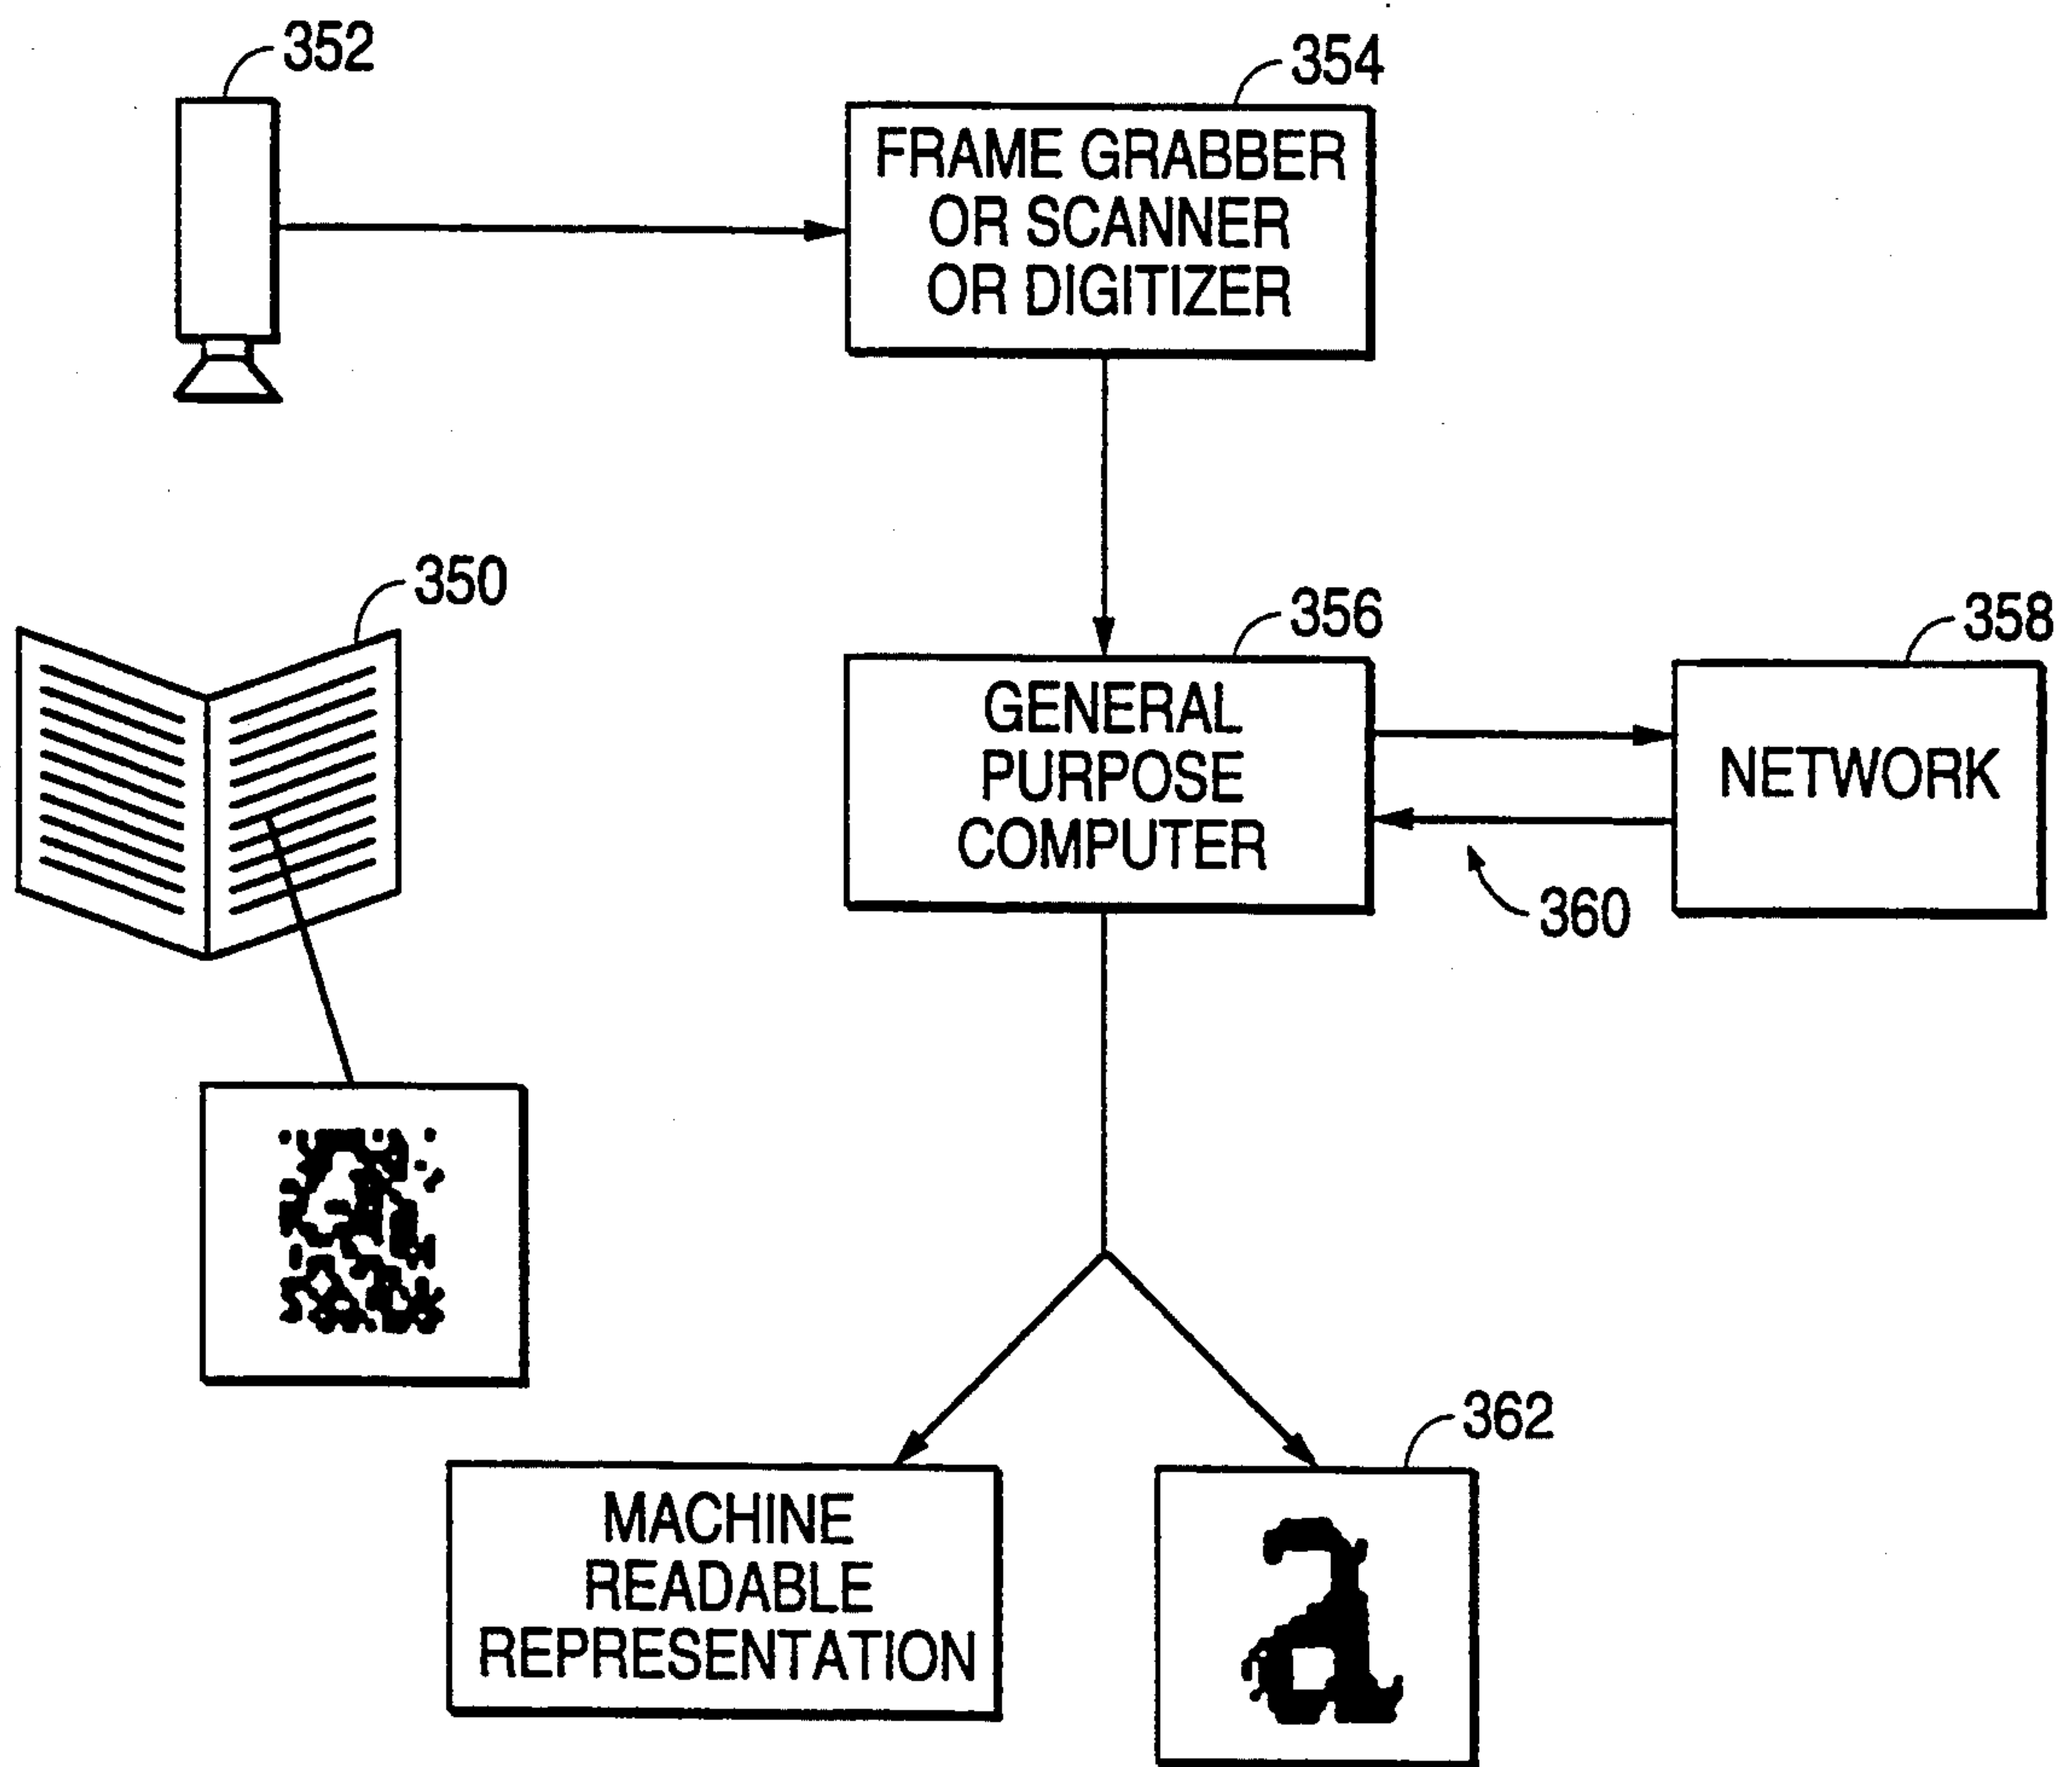 352
354
FRAME GRABBER
OR SCANNER
OR DIGITIZER
350
356
358
GENERAL
PURPOSE
COMPUTER
NETWORK
360
362
MACHINE
READABLE
REPRESENTATION
a